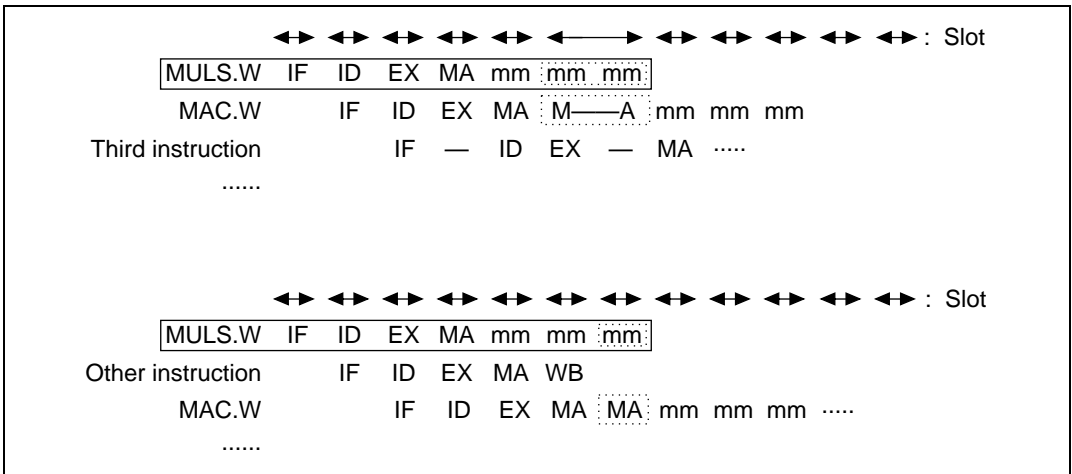 : Slot
MULS.W IF ID EX MA mm mm mm
MAC.W IF ID EX MA M——A mm mm mm
Third instruction IF — ID EX — MA ·····
······
: Slot
MULS.W IF ID EX MA mm mm mm
Other instruction IF ID EX MA WB
MAC.W IF ID EX MA MA mm mm mm ·····
······